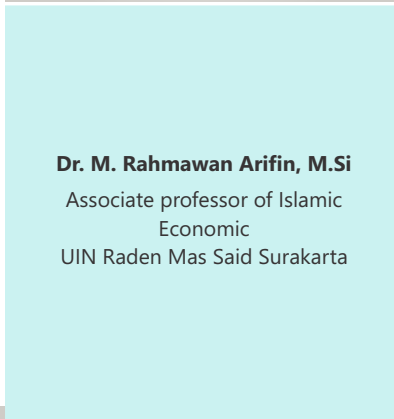 Dr. M. Rahmawan Arifin, M.Si
Associate professor of Islamic
Economic
UIN Raden Mas Said Surakarta